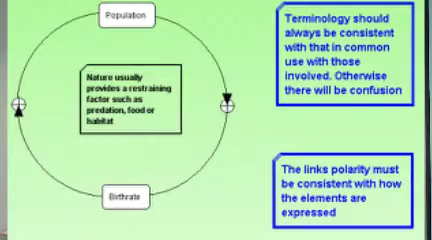 Population
Terminology should
always be consistent
with that in common
use with those
involved. Otherwise
there will be confusion
Nature usually
provides a restraining
factor such as
predation, food or
habitat
The links polarity must
be consistent with how
the elements are
expressed
Birthrate